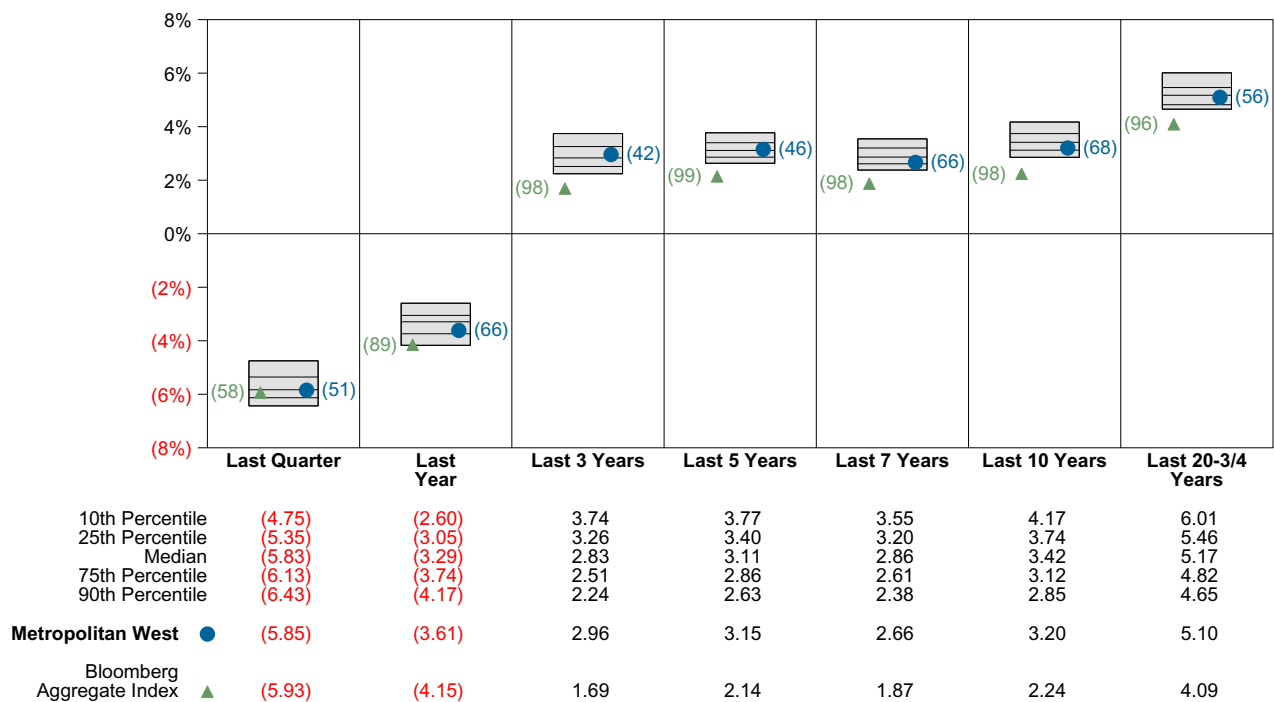 8%
6%
4%
2%
0%
(2%)
(4%)
(6%)
(8%)
(58) (51)
(89) (66)
(98) (42)
(99) (46)
(98) (66)
(98) (68)
(96) (56)
Last Quarter Last Last 3 Years Last 5 Years Last 7 Years Last 10 Years Last 20-3/4
Year Years
10th Percentile (4.75) (2.60) 3.74 3.77 3.55 4.17 6.01
25th Percentile (5.35) (3.05) 3.26 3.40 3.20 3.74 5.46
Median (5.83) (3.29) 2.83 3.11 2.86 3.42 5.17
75th Percentile (6.13) (3.74) 2.51 2.86 2.61 3.12 4.82
90th Percentile (6.43) (4.17) 2.24 2.63 2.38 2.85 4.65
Metropolitan West (5.85) (3.61) 2.96 3.15 2.66 3.20 5.10
Bloomberg
Aggregate Index (5.93) (4.15) 1.69 2.14 1.87 2.24 4.09